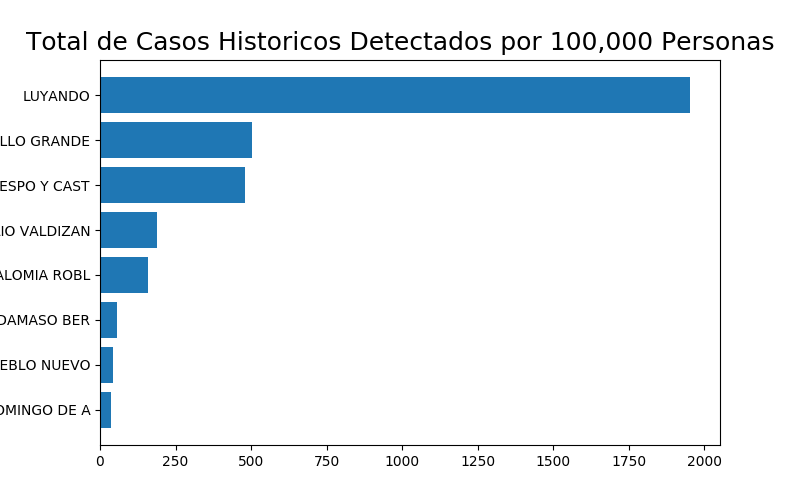 Total de Casos Historicos Detectados por 100,000 Personas
LUYANDO
LLO GRANDE
ESPO Y CAST
IO VALDIZAN
ALOMIA ROBL
DAMASO BER
EBLO NUEVO
OMINGO DE A
0 250 500 750 1000 1250 1500 1750 2000